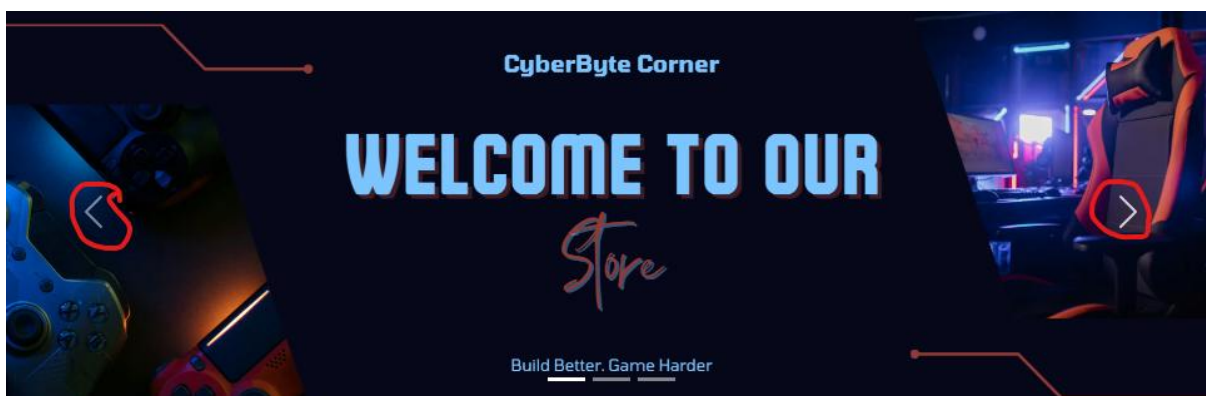 CyberByte Corner
WELCOME TO OUR
Store
Build Better. Game Harder